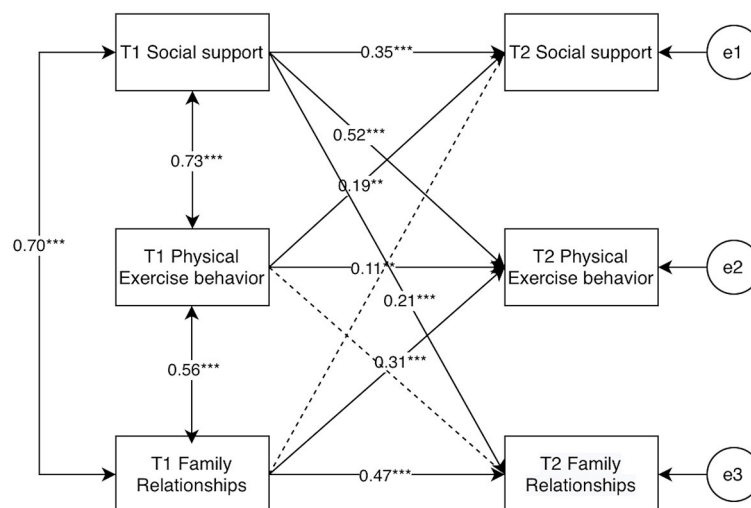 T1 Social support
0.35***
T2 Social support
e1
0.52***
0.73***
0.19**
0.70***
T1 Physical
Exercise behavior
0.11**
T2 Physical
Exercise behavior
e2
0.21***
0.56***
0.31***
T1 Family
Relationships
0.47***
T2 Family
Relationships
e3